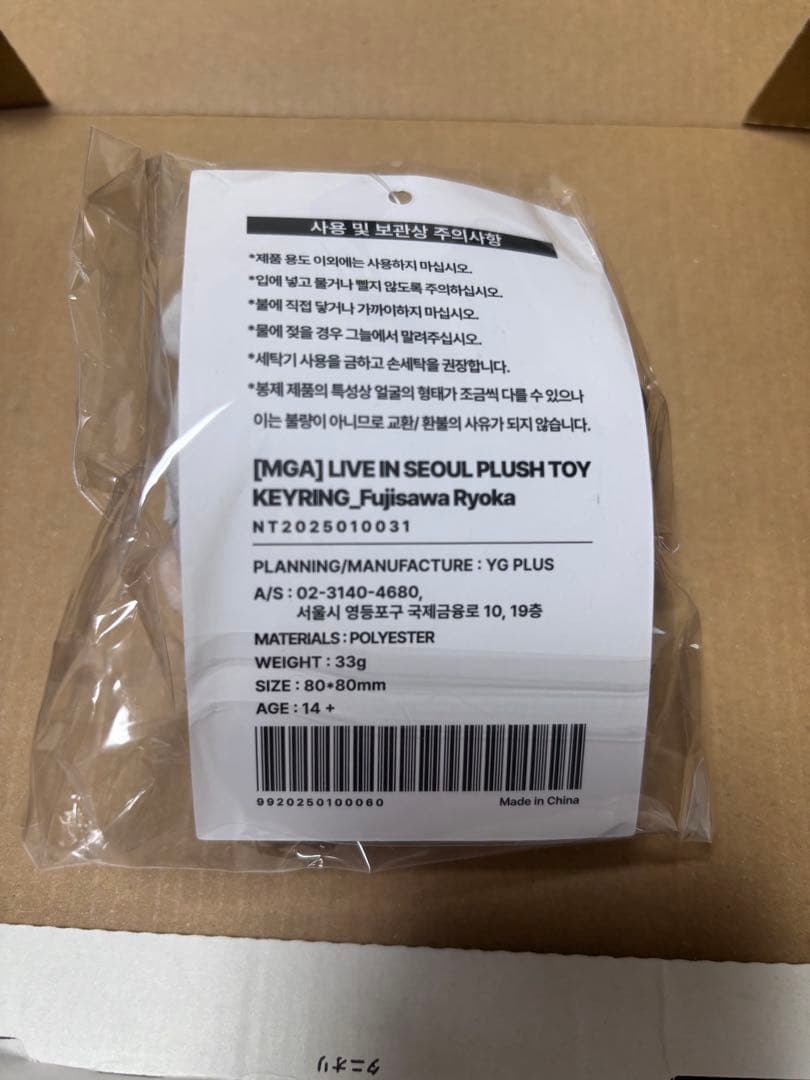 사용 및 보관상 주의사항
*제품 용도 이외에는 사용하지 마십시오.
*입에 넣고 물거나 빨지 않도록 주의하십시오.
*불에 직접 닿거나 가까이하지 마십시오.
*물에 젖을 경우 그늘에서 말려주십시오.
*세탁기 사용을 금하고 손세탁을 권장합니다.
*봉제 제품의 특성상 얼굴의 형태가 조금씩 다를 수 있으나
이는 불량이 아니므로 교환/ 환불의 사유가 되지 않습니다.
[MGA] LIVE IN SEOUL PLUSH TOY
KEYRING_Fujisawa Ryoka
NT2025010031
PLANNING/MANUFACTURE : YG PLUS
A/S : 02-3140-4680,
서울시 영등포구 국제금융로 10, 19층
MATERIALS : POLYESTER
WEIGHT : 33g
SIZE : 80*80mm
AGE : 14 +
9920250100060
Made in China
タニオリ